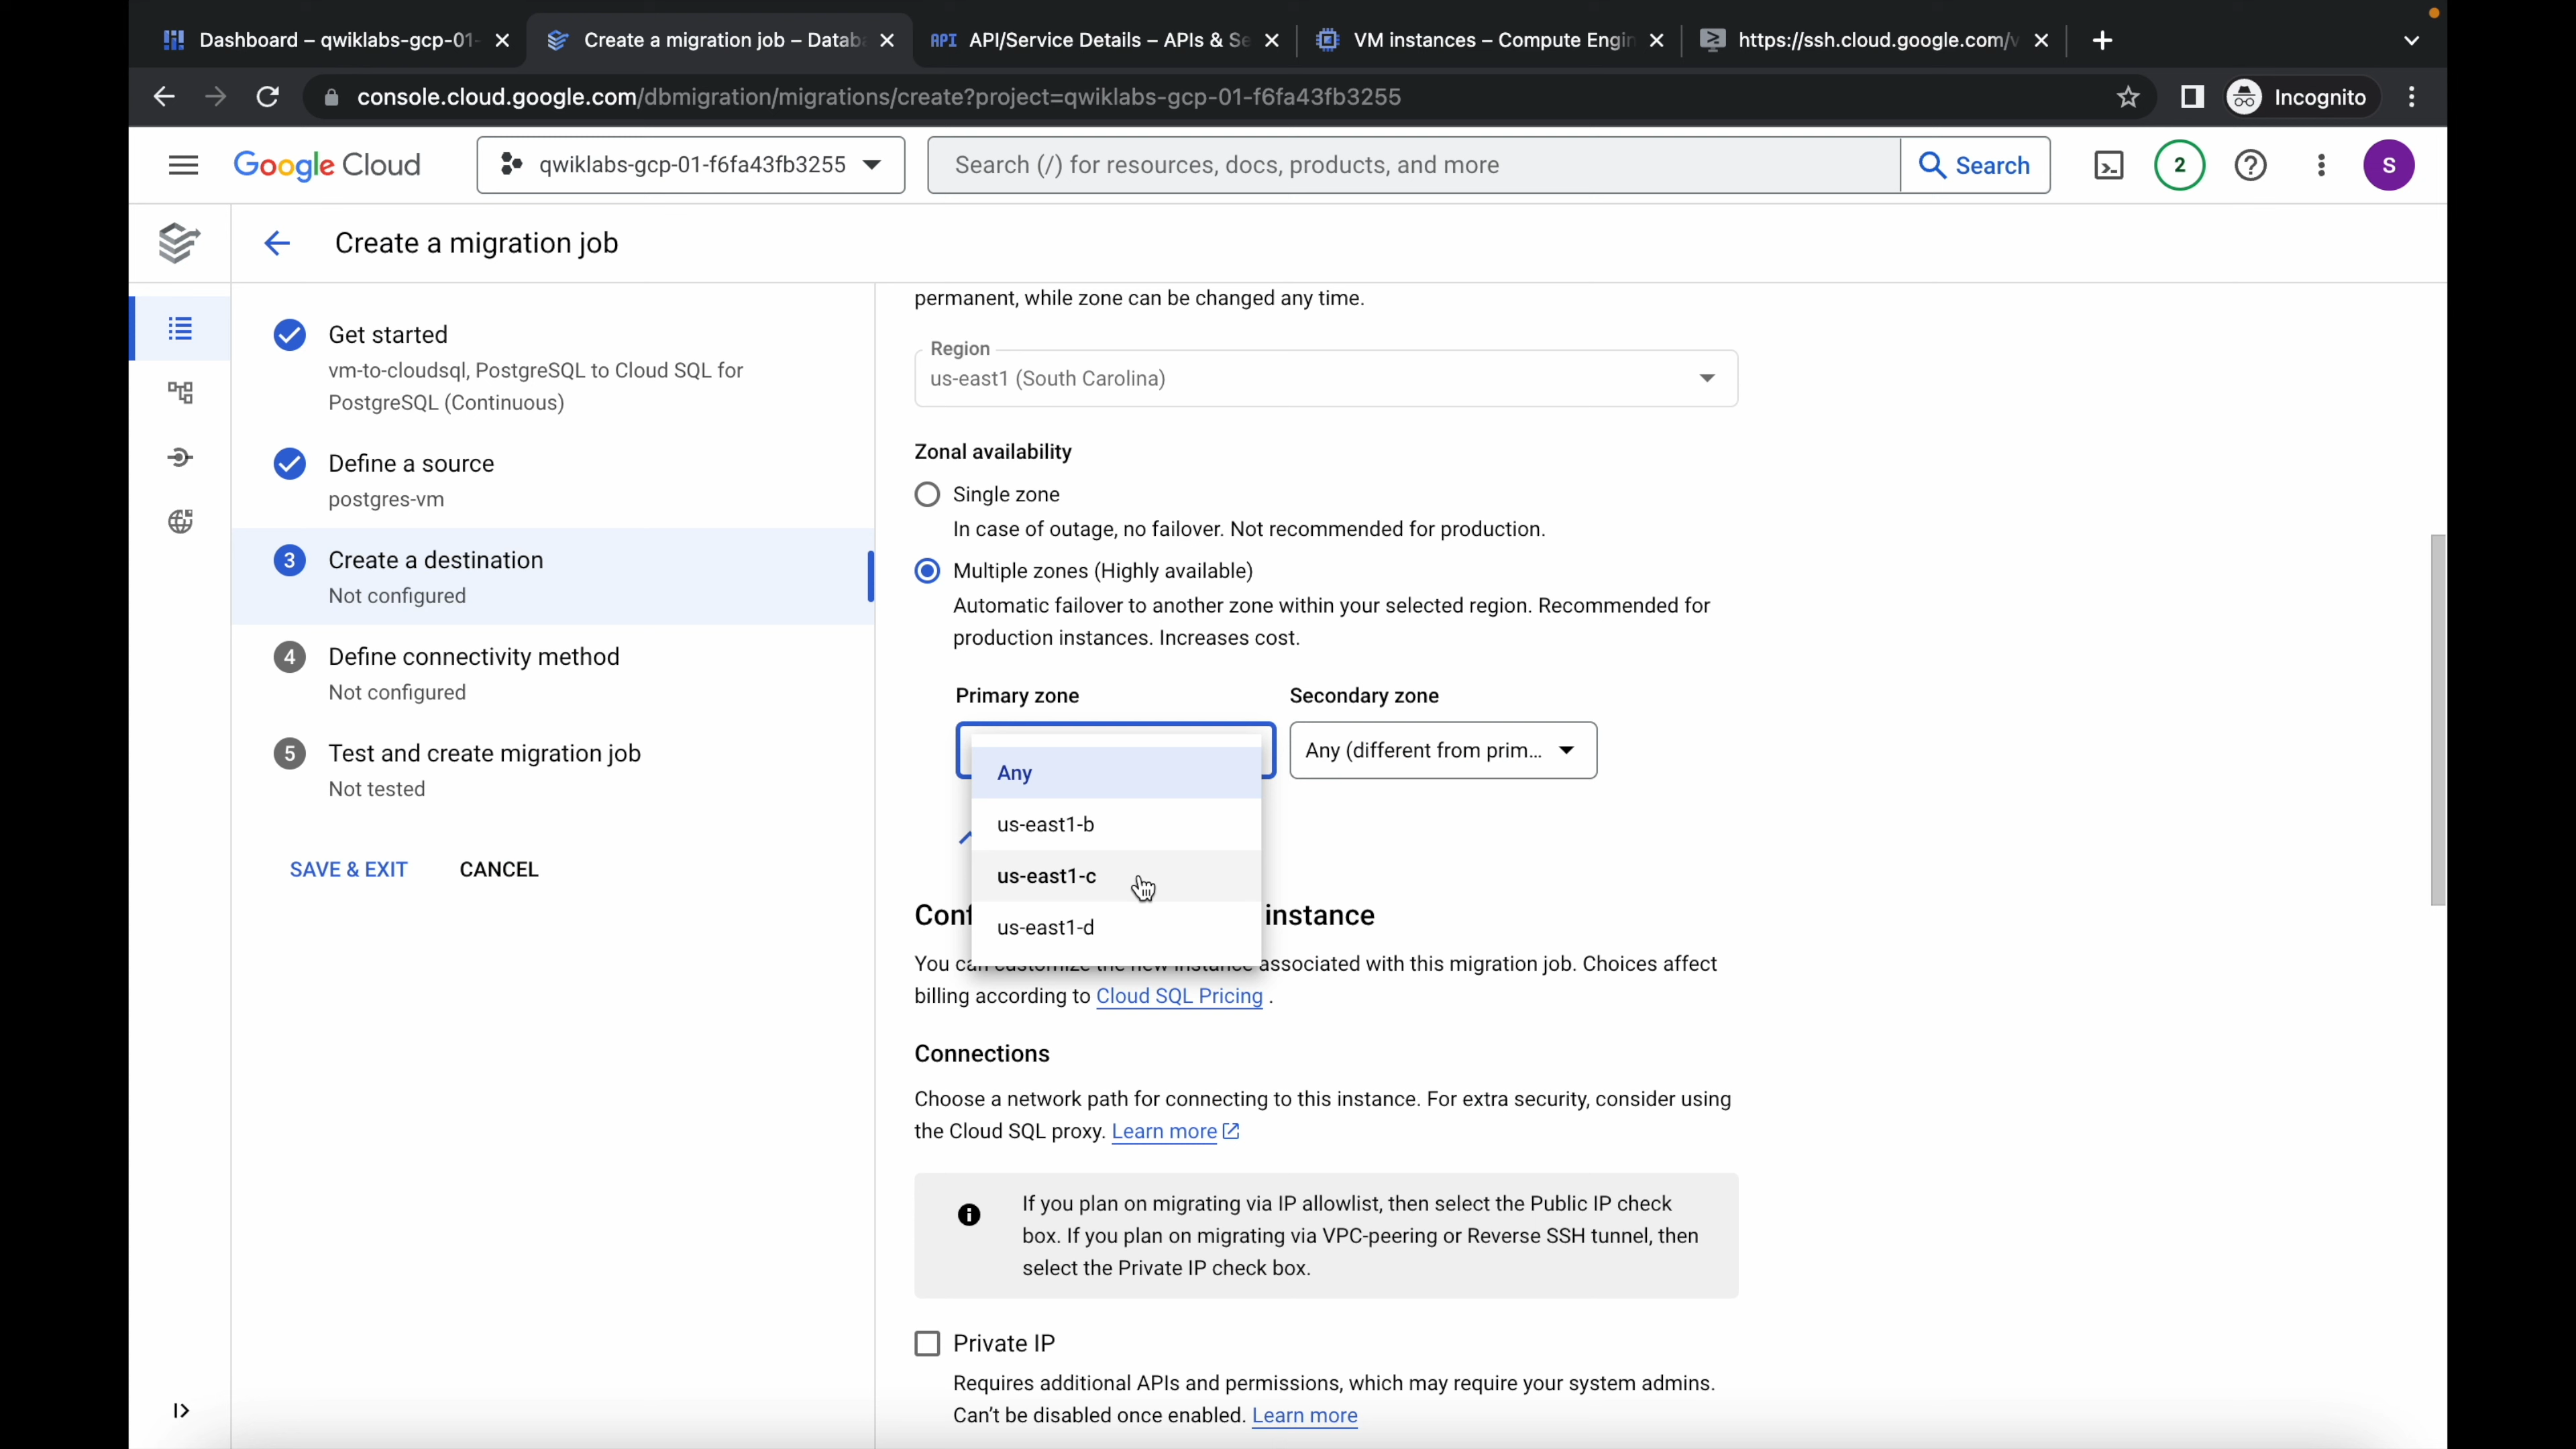 Dashboard – qwiklabs-gcp-01-
Create a migration job – Datab
API API/Service Details – APIs & Se
VM instances – Compute Engin
https://ssh.cloud.google.com/v
console.cloud.google.com/dbmigration/migrations/create?project=qwiklabs-gcp-01-f6fa43fb3255
Incognito
Google Cloud
qwiklabs-gcp-01-f6fa43fb3255
Search (/) for resources, docs, products, and more
Search
2
S
Create a migration job
Get started
vm-to-cloudsql, PostgreSQL to Cloud SQL for
PostgreSQL (Continuous)
Define a source
postgres-vm
3 Create a destination
Not configured
4 Define connectivity method
Not configured
5 Test and create migration job
Not tested
SAVE & EXIT CANCEL
permanent, while zone can be changed any time.
Region
us-east1 (South Carolina)
Zonal availability
Single zone
In case of outage, no failover. Not recommended for production.
Multiple zones (Highly available)
Automatic failover to another zone within your selected region. Recommended for
production instances. Increases cost.
Primary zone
Secondary zone
Any (different from prim...
Any
us-east1-b
us-east1-c
us-east1-d
instance
You can customize the new instance associated with this migration job. Choices affect
billing according to Cloud SQL Pricing .
Connections
Choose a network path for connecting to this instance. For extra security, consider using
the Cloud SQL proxy. Learn more
If you plan on migrating via IP allowlist, then select the Public IP check
box. If you plan on migrating via VPC-peering or Reverse SSH tunnel, then
select the Private IP check box.
Private IP
Requires additional APIs and permissions, which may require your system admins.
Can't be disabled once enabled. Learn more